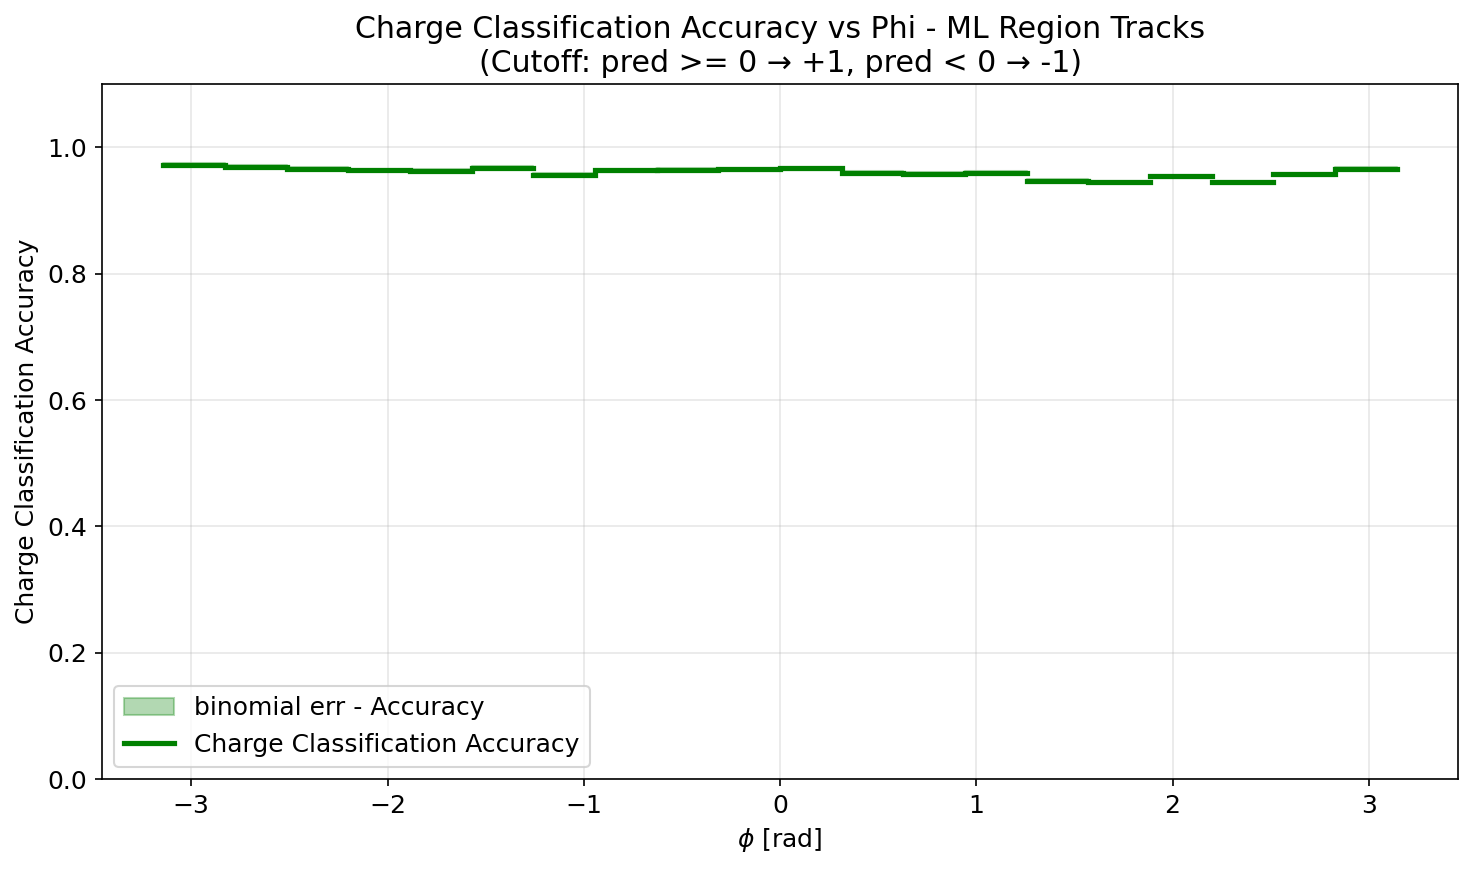 Charge Classification Accuracy vs Phi - ML Region Tracks
(Cutoff: pred >= 0 → +1, pred < 0 → -1)
Charge Classification Accuracy
1.0
0.8
0.6
0.4
0.2
0.0
binomial err - Accuracy
Charge Classification Accuracy
−3
−2
−1
0
1
2
3
ϕ [rad]